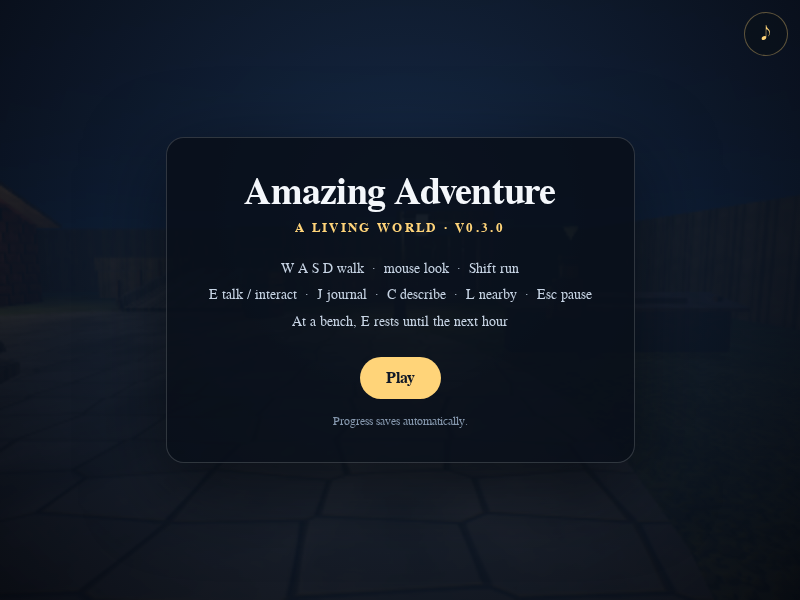 Amazing Adventure
A LIVING WORLD · V0.3.0
W A S D walk · mouse look · Shift run
E talk / interact · J journal · C describe · L nearby · Esc pause
At a bench, E rests until the next hour
Play
Progress saves automatically.